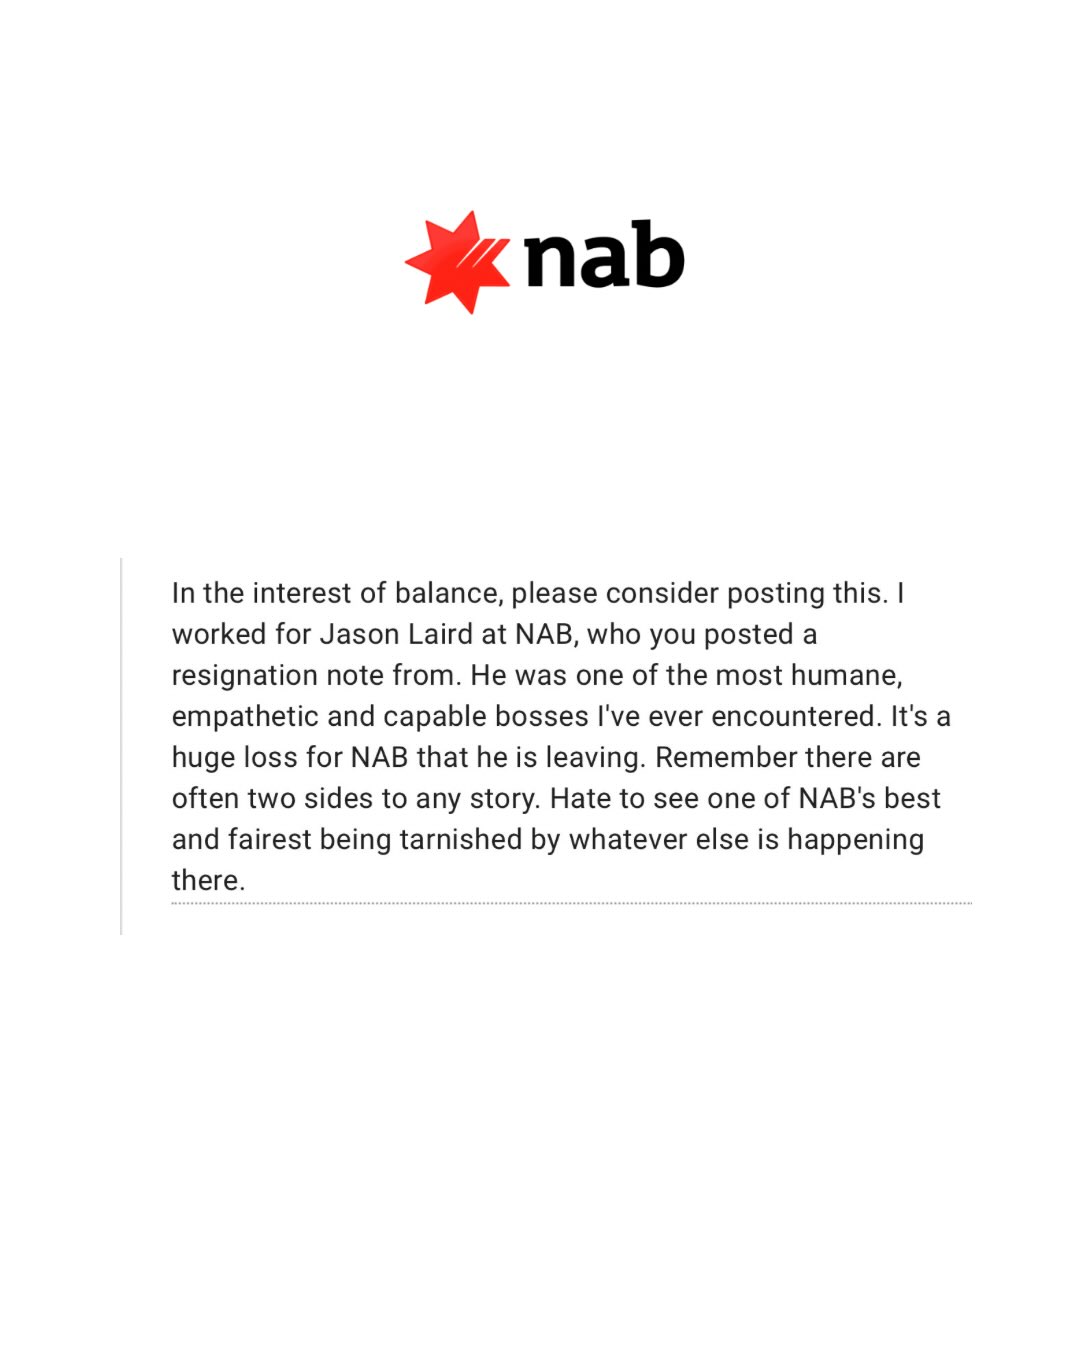 nab
In the interest of balance, please consider posting this. I
worked for Jason Laird at NAB, who you posted a
resignation note from. He was one of the most humane,
empathetic and capable bosses I've ever encountered. It's a
huge loss for NAB that he is leaving. Remember there are
often two sides to any story. Hate to see one of NAB's best
and fairest being tarnished by whatever else is happening
there.